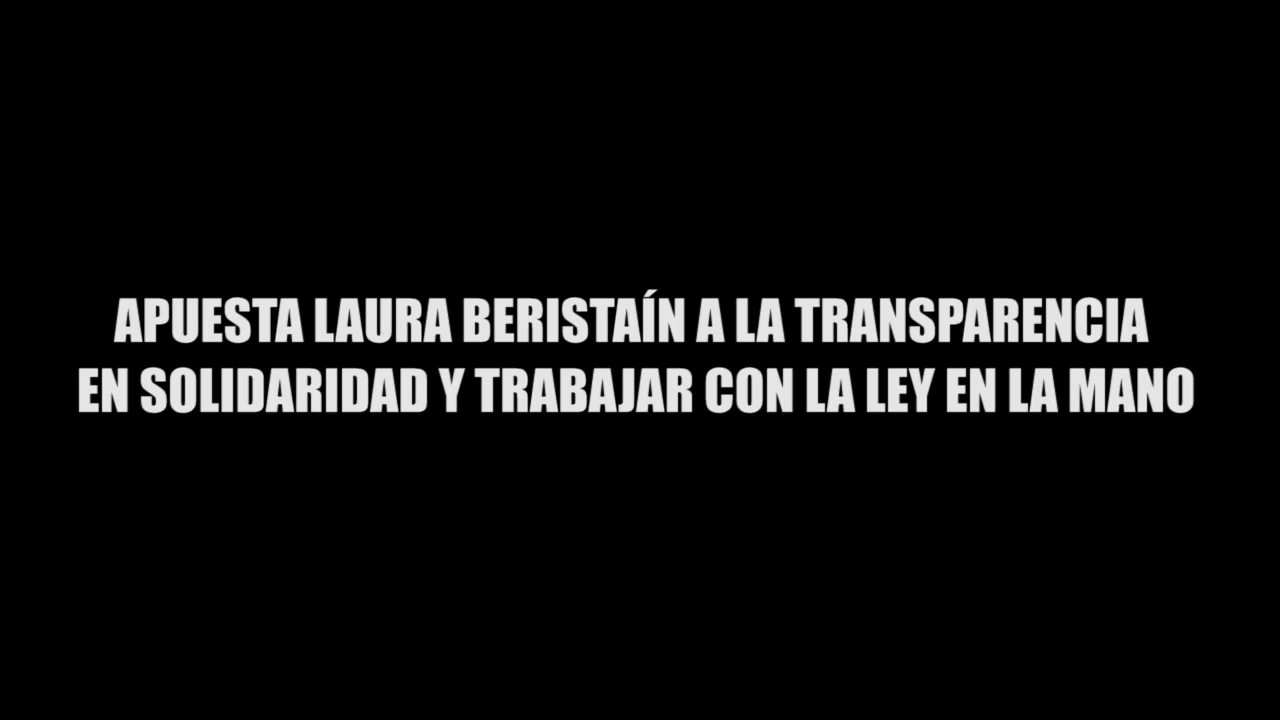 APUESTA LAURA BERISTAÍN A LA TRANSPARENCIA
EN SOLIDARIDAD Y TRABAJAR CON LA LEY EN LA MANO